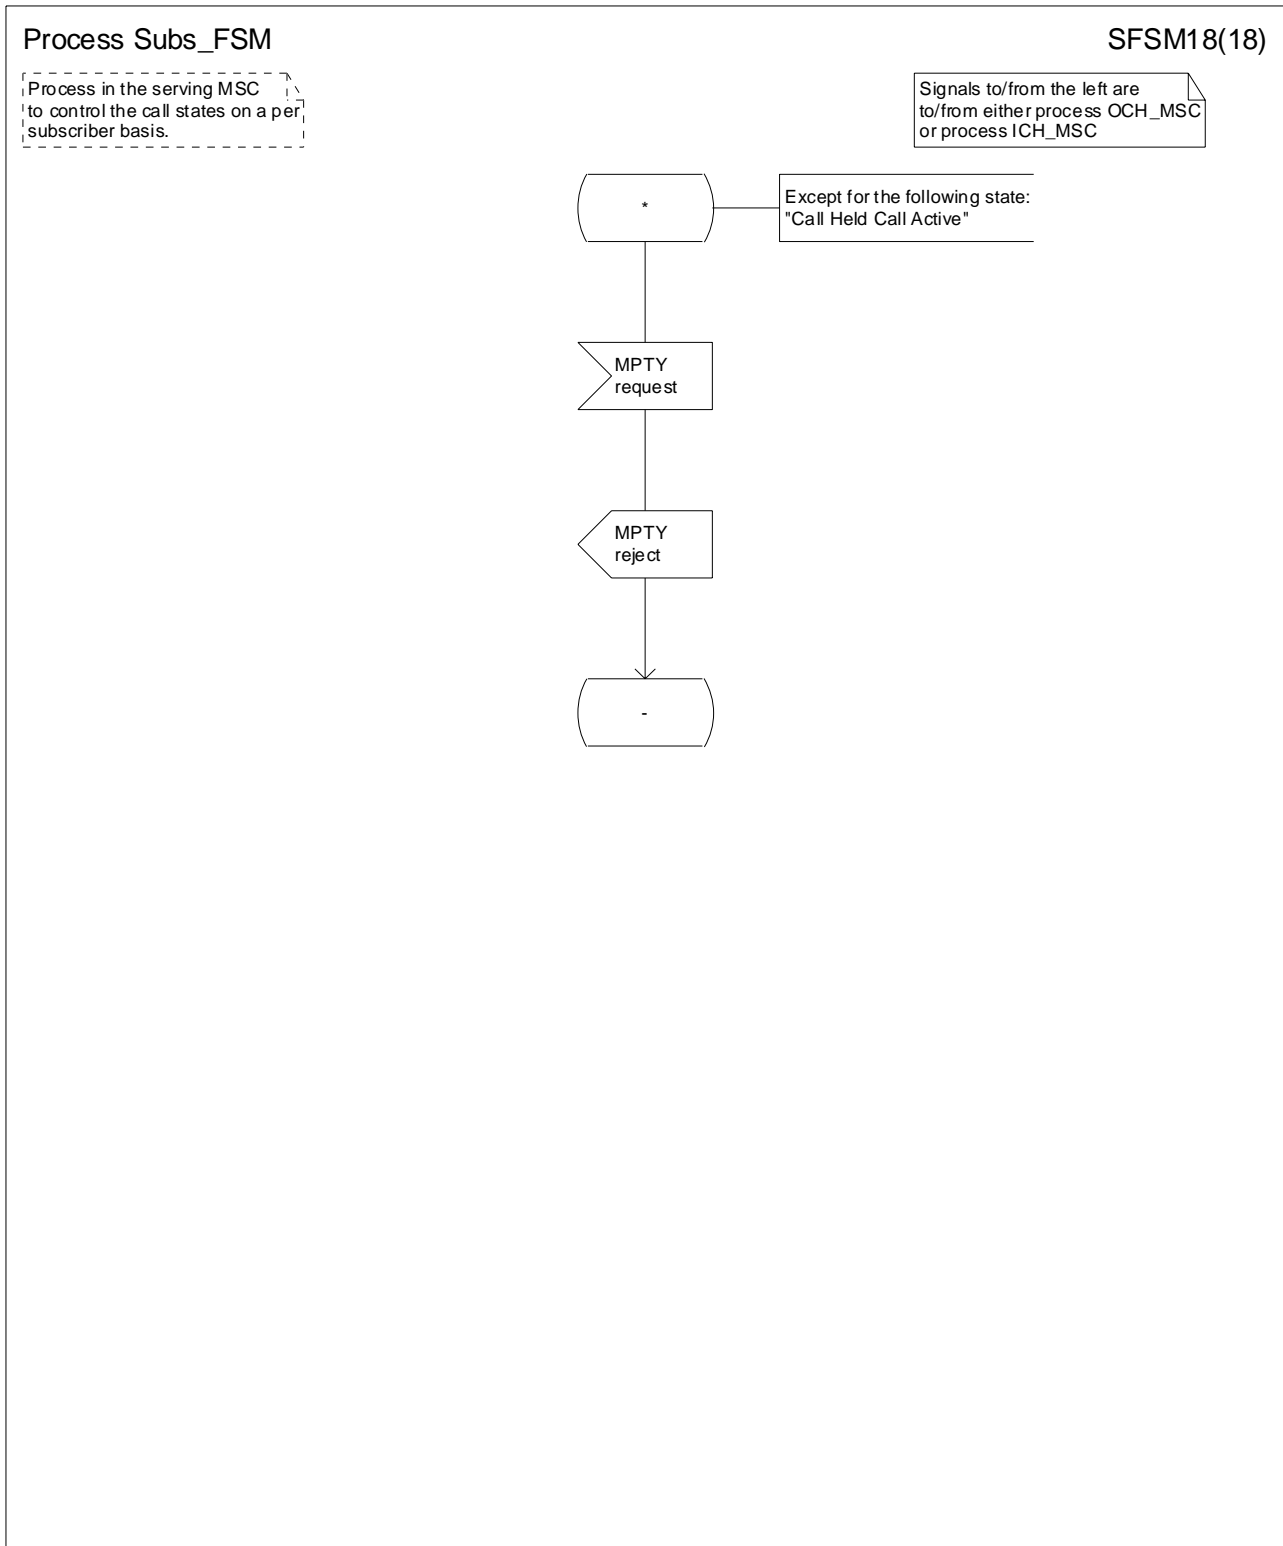 Process Subs_FSM
SFSM18(18)
Process in the serving MSC
to control the call states on a per
subscriber basis.
Signals to/from the left are
to/from either process OCH_MSC
or process ICH_MSC
*
Except for the following state:
"Call Held Call Active"
MPTY
request
MPTY
reject
-